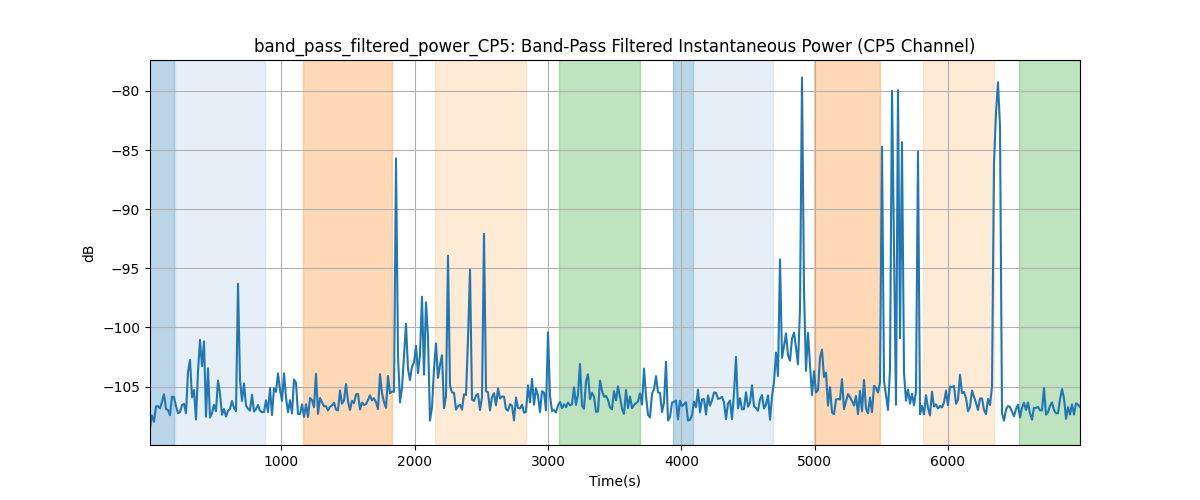 band_pass_filtered_power_CP5: Band-Pass Filtered Instantaneous Power (CP5 Channel)
−80
−85
−90
−95
−100
−105
dB
1000 2000 3000 4000 5000 6000
Time(s)